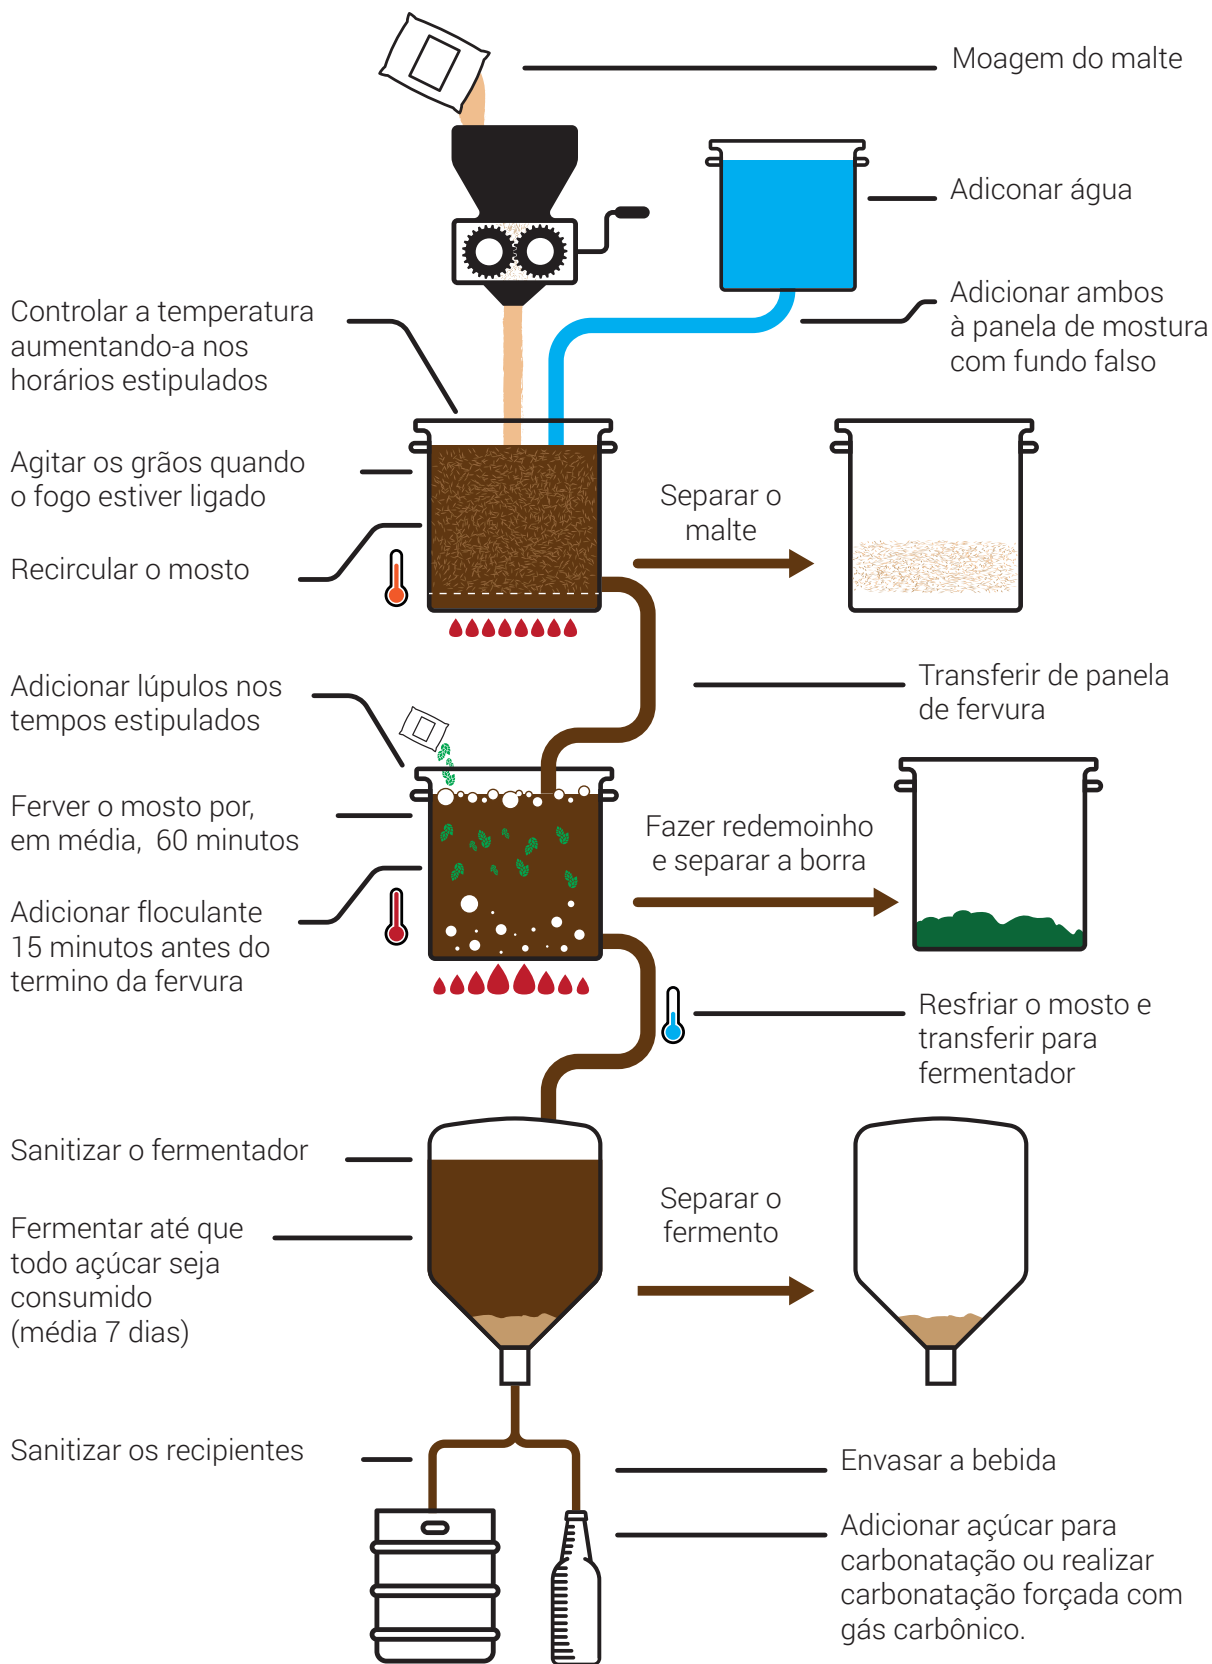 Moagem do malte
Adiconar água
Adicionar ambos
à panela de mostura
com fundo falso
Controlar a temperatura
aumentando-a nos
horários estipulados
Agitar os grãos quando
o fogo estiver ligado
Recircular o mosto
Separar o
malte
Transferir de panela
de fervura
Adicionar lúpulos nos
tempos estipulados
Ferver o mosto por,
em média, 60 minutos
Adicionar floculante
15 minutos antes do
termino da fervura
Fazer redemoinho
e separar a borra
Resfriar o mosto e
transferir para
fermentador
Sanitizar o fermentador
Fermentar até que
todo açúcar seja
consumido
(média 7 dias)
Separar o
fermento
Sanitizar os recipientes
Envasar a bebida
Adicionar açúcar para
carbonatação ou realizar
carbonatação forçada com
gás carbônico.